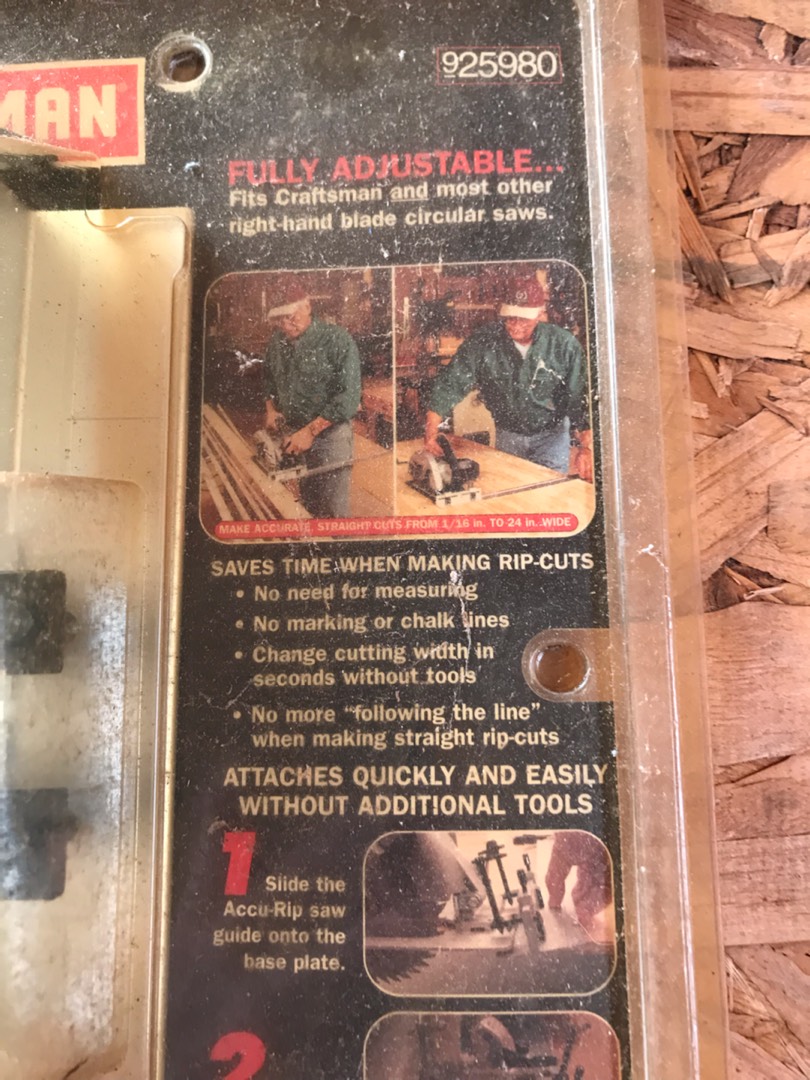 925980
MAN
FULLY ADJUSTABLE...
Fits Craftsman and most other
right-hand blade circular saws.
MAKE ACCURATE, STRAIGHT CUTS FROM 1/16 in. TO 24 in. WIDE
SAVES TIME WHEN MAKING RIP-CUTS
• No need for measuring
• No marking or chalk lines
• Change cutting width in
seconds without tools
• No more “following the line”
when making straight rip-cuts
ATTACHES QUICKLY AND EASILY
WITHOUT ADDITIONAL TOOLS
1
Slide the
Accu-Rip saw
guide onto the
base plate.
2